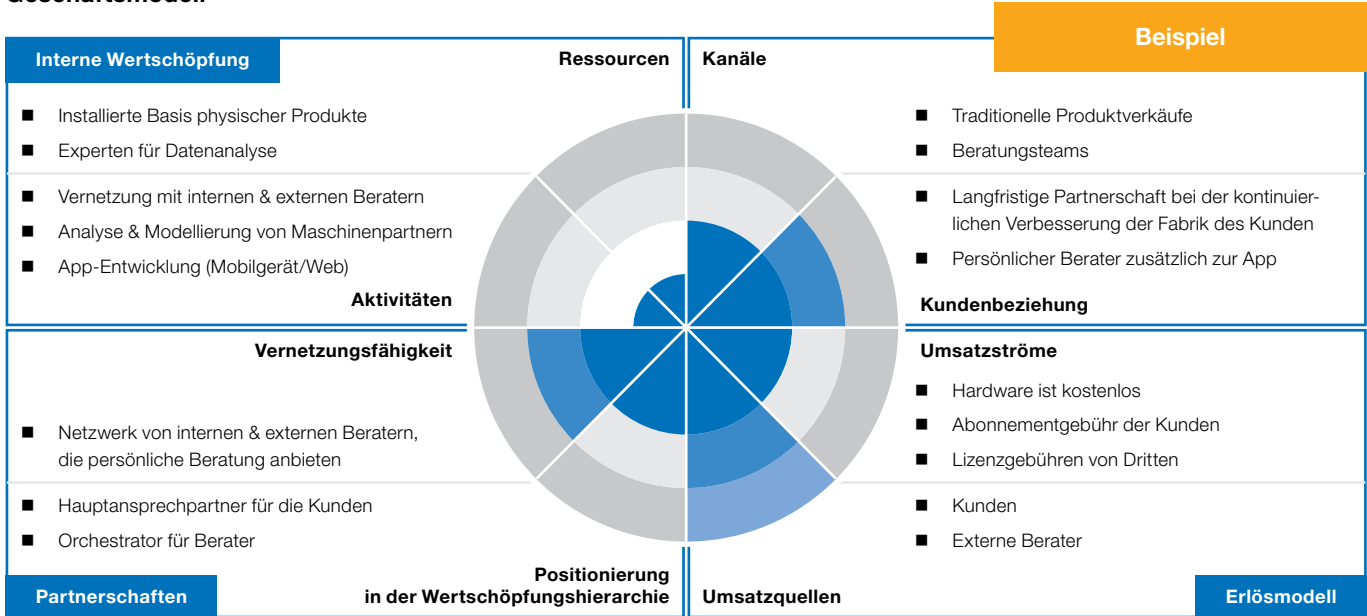 Geschäftsmodell
Beispiel
Interne Wertschöpfung
Ressourcen
■ Installierte Basis physischer Produkte
■ Experten für Datenanalyse
■ Vernetzung mit internen & externen Beratern
■ Analyse & Modellierung von Maschinenpartnern
■ App-Entwicklung (Mobilgerät/Web)
Aktivitäten
Kanäle
■ Traditionelle Produktverkäufe
■ Beratungsteams
■ Langfristige Partnerschaft bei der kontinuier-
lichen Verbesserung der Fabrik des Kunden
■ Persönlicher Berater zusätzlich zur App
Kundenbeziehung
Vernetzungsfähigkeit
■ Netzwerk von internen & externen Beratern,
die persönliche Beratung anbieten
■ Hauptansprechpartner für die Kunden
■ Orchestrator für Berater
Positionierung
in der Wertschöpfungshierarchie
Partnerschaften
Umsatzströme
■ Hardware ist kostenlos
■ Abonnementgebühr der Kunden
■ Lizenzgebühren von Dritten
■ Kunden
■ Externe Berater
Umsatzquellen
Erlösmodell